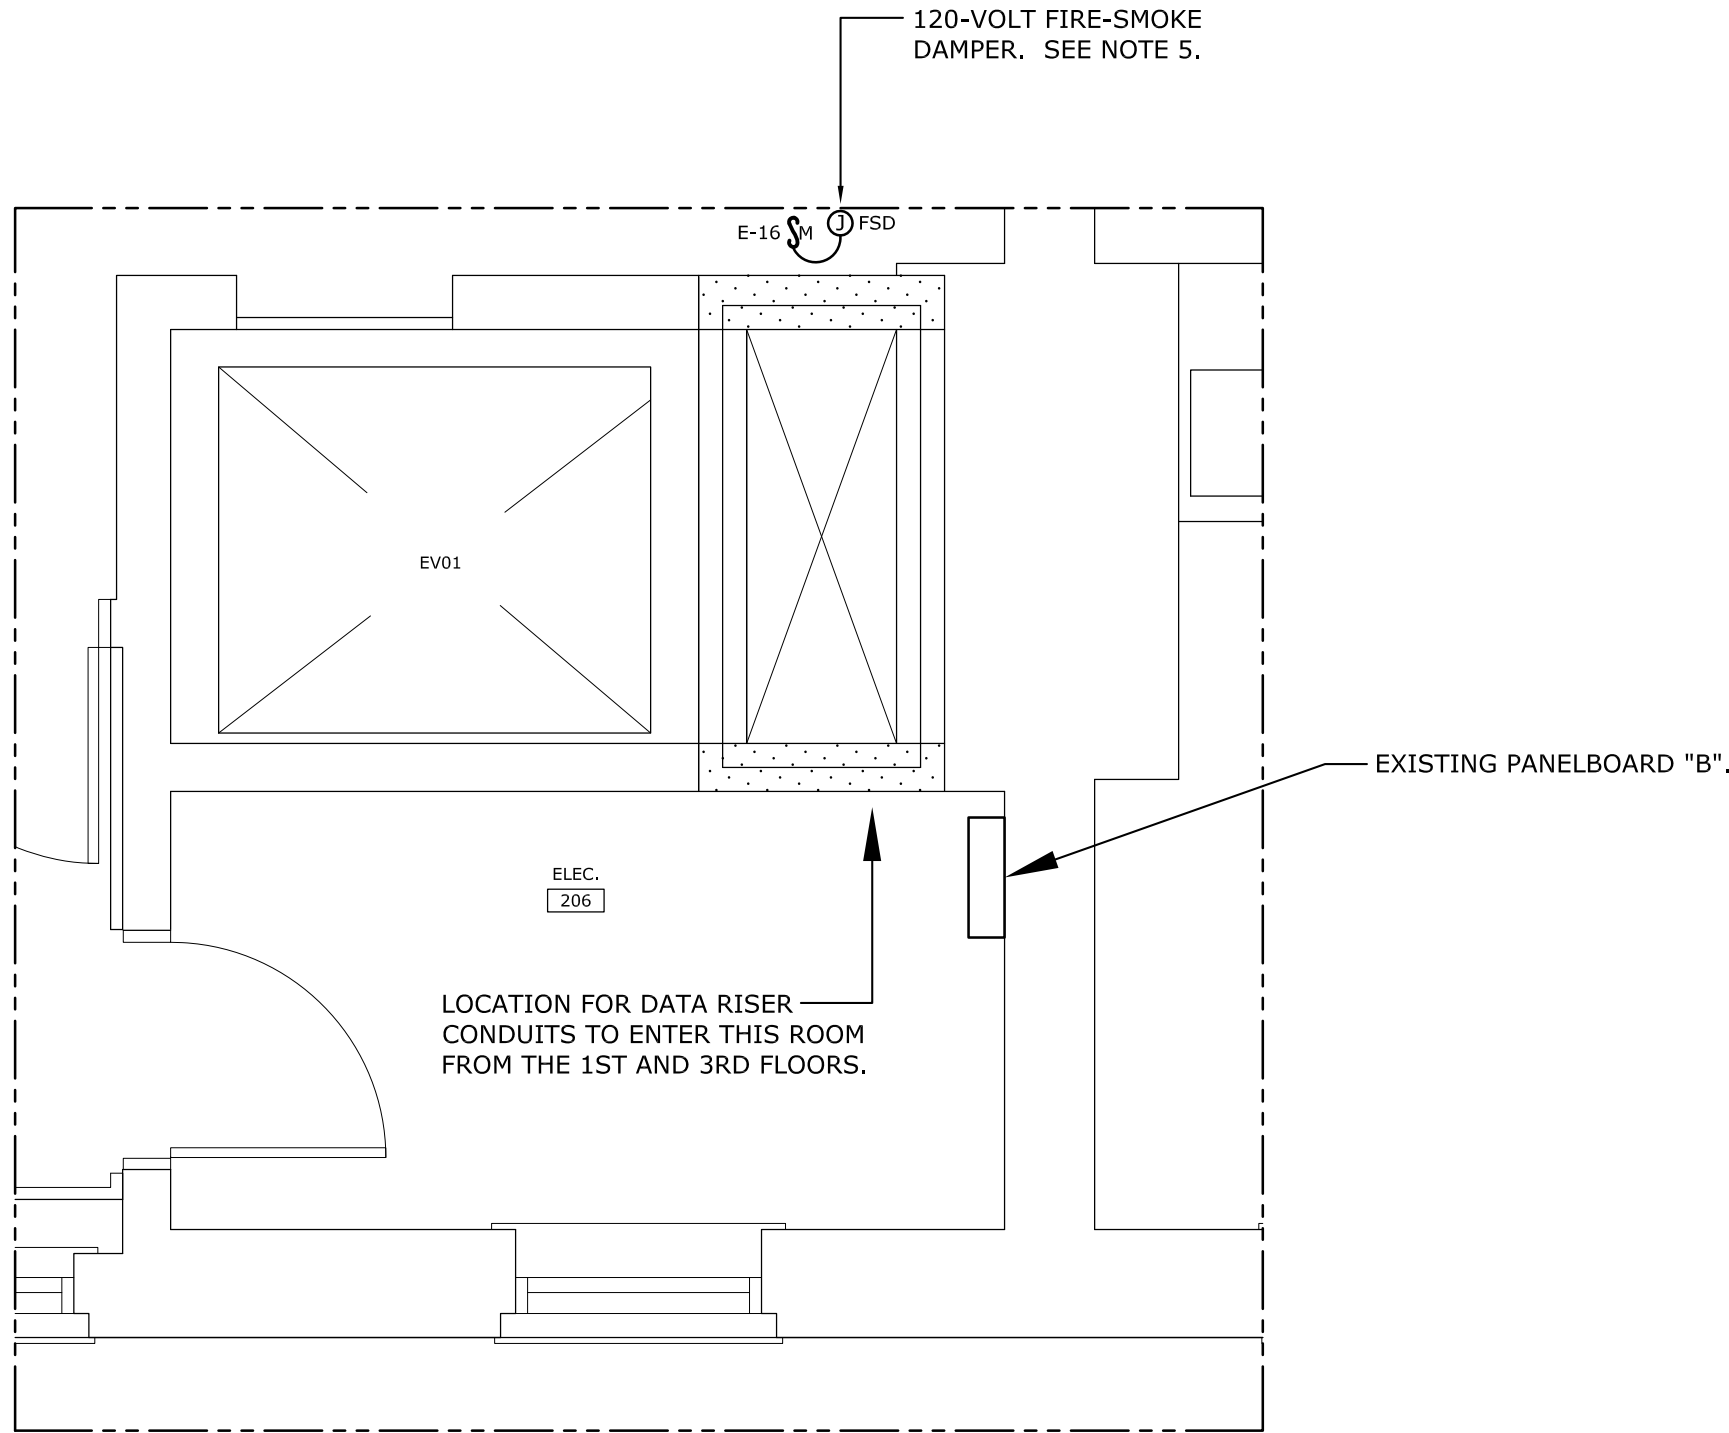 120-VOLT FIRE-SMOKE
DAMPER. SEE NOTE 5.
E-16 SM J FSD
EV01
EXISTING PANELBOARD "B".
ELEC.
206
LOCATION FOR DATA RISER
CONDUITS TO ENTER THIS ROOM
FROM THE 1ST AND 3RD FLOORS.